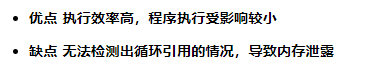 • 优点 执行效率高，程序执行受影响较小
• 缺点 无法检测出循环引用的情况，导致内存泄露